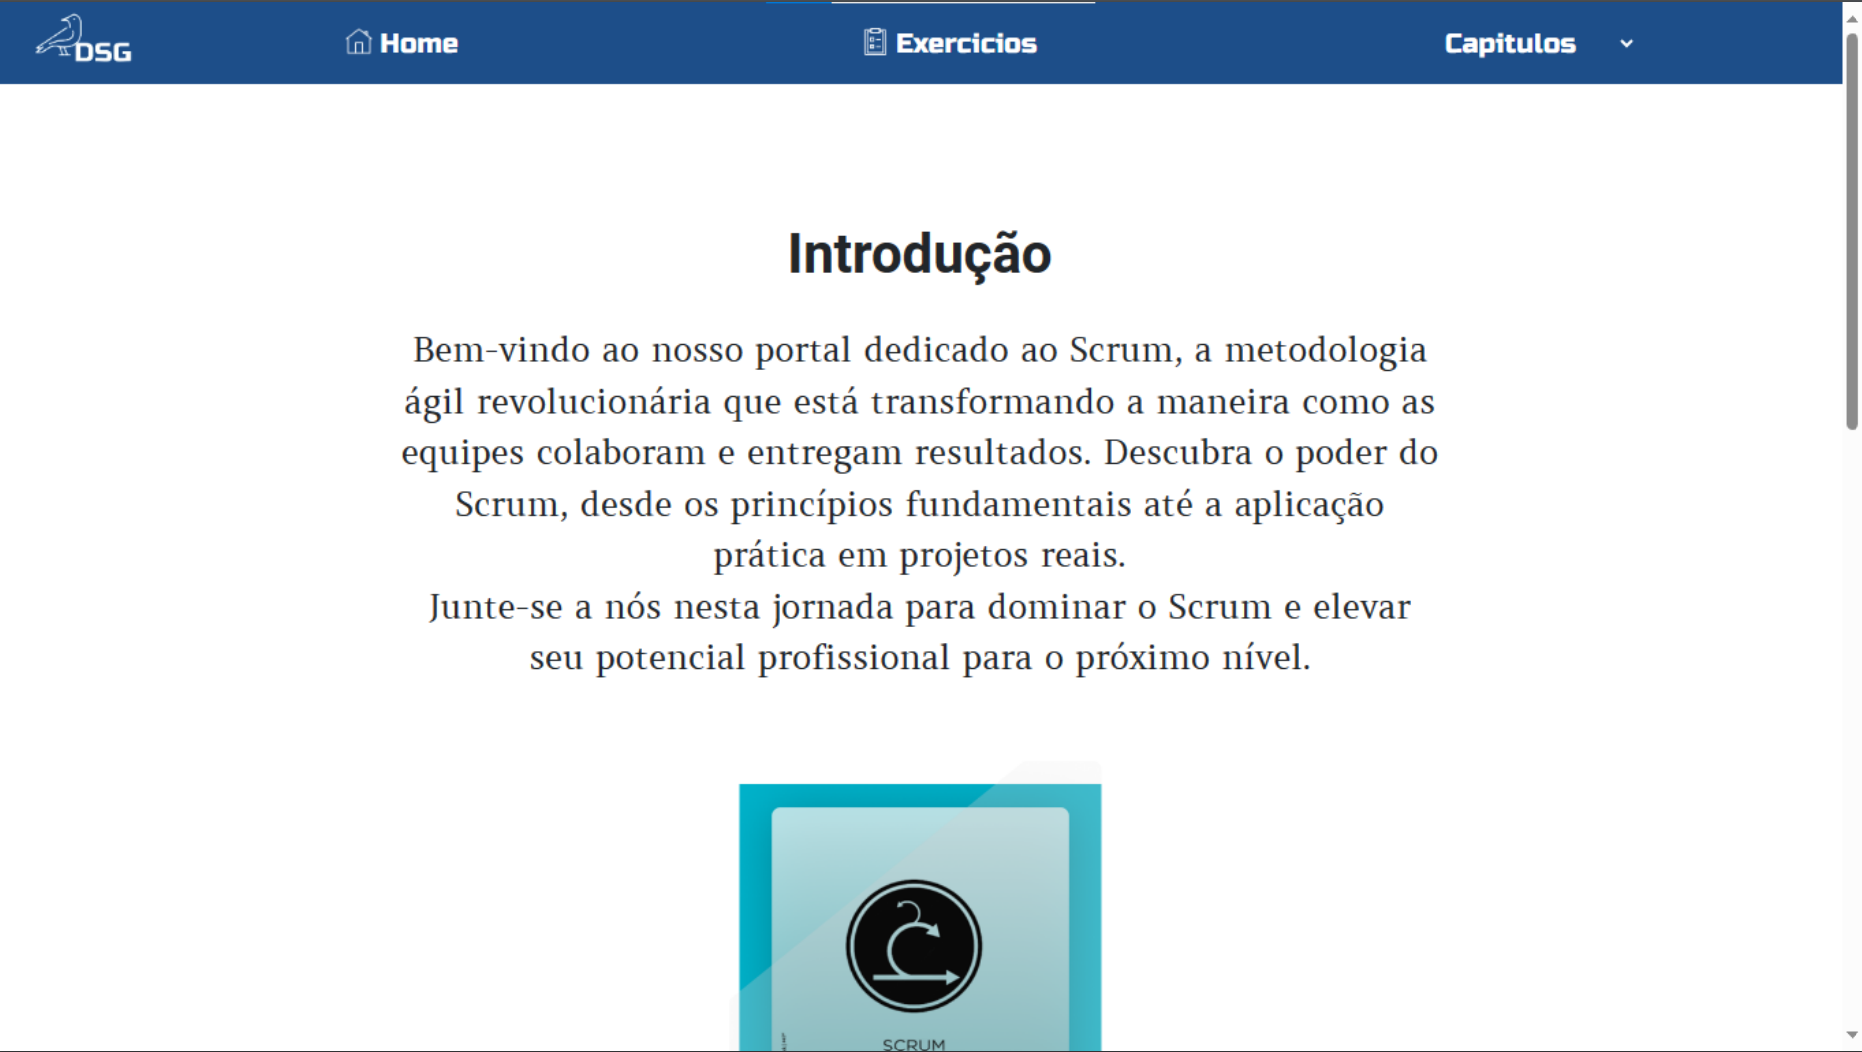 DSG
Home
Exercicios
Capitulos
Introdução
Bem-vindo ao nosso portal dedicado ao Scrum, a metodologia
ágil revolucionária que está transformando a maneira como as
equipes colaboram e entregam resultados. Descubra o poder do
Scrum, desde os princípios fundamentais até a aplicação
prática em projetos reais.
Junte-se a nós nesta jornada para dominar o Scrum e elevar
seu potencial profissional para o próximo nível.
SCRUM